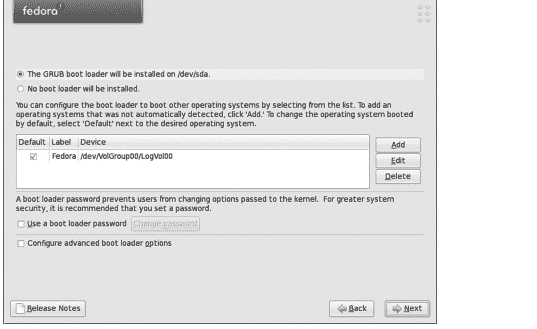 fedora
The GRUB boot loader will be installed on /dev/sda.
No boot loader will be installed.
You can configure the boot loader to boot other operating systems by selecting from the list. To add an
operating systems that was not automatically detected, click 'Add.' To change the operating system booted
by default, select 'Default' next to the desired operating system.
Default Label Device
Fedora /dev/VolGroup00/LogVol00
Add
Edit
Delete
A boot loader password prevents users from changing options passed to the kernel. For greater system
security, it is recommended that you set a password.
Use a boot loader password Change password
Configure advanced boot loader options
Release Notes Back Next